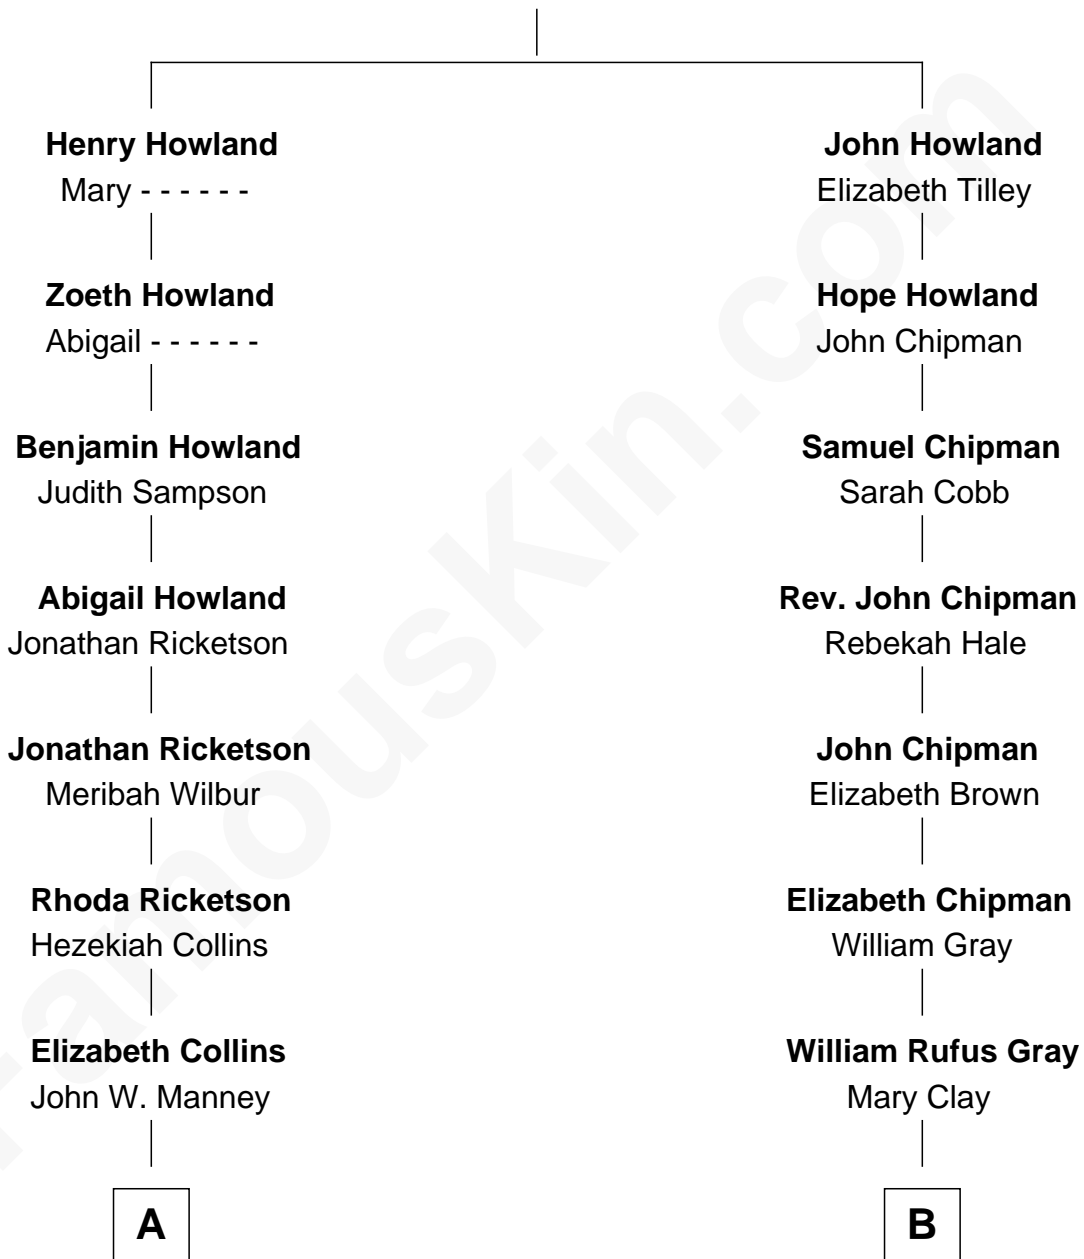 Henry Howland
Mary - - - - - -
Zoeth Howland
Abigail - - - - - -
Benjamin Howland
Judith Sampson
Abigail Howland
Jonathan Ricketson
Jonathan Ricketson
Meribah Wilbur
Rhoda Ricketson
Hezekiah Collins
Elizabeth Collins
John W. Manney
A
John Howland
Elizabeth Tilley
Hope Howland
John Chipman
Samuel Chipman
Sarah Cobb
Rev. John Chipman
Rebekah Hale
John Chipman
Elizabeth Brown
Elizabeth Chipman
William Gray
William Rufus Gray
Mary Clay
B
FamousKin.com